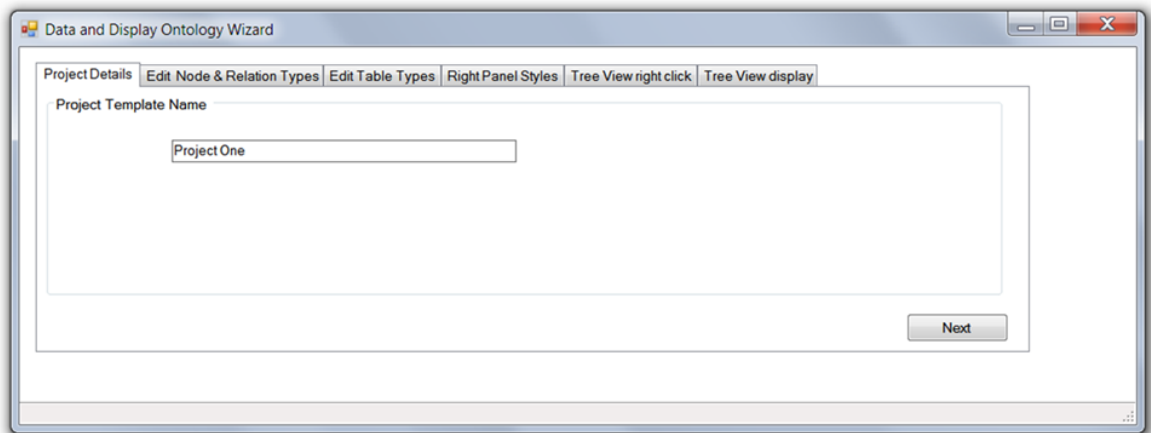 Data and Display Ontology Wizard
Project Details Edit Node & Relation Types Edit Table Types Right Panel Styles Tree View right click Tree View display
Project Template Name
Project One
Next